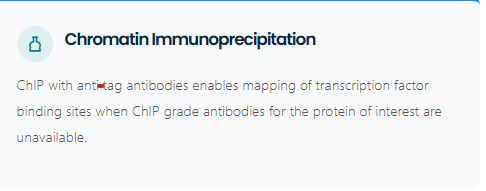 Chromatin Immunoprecipitation
ChIP with anti-tag antibodies enables mapping of transcription factor
binding sites when ChIP grade antibodies for the protein of interest are
unavailable.